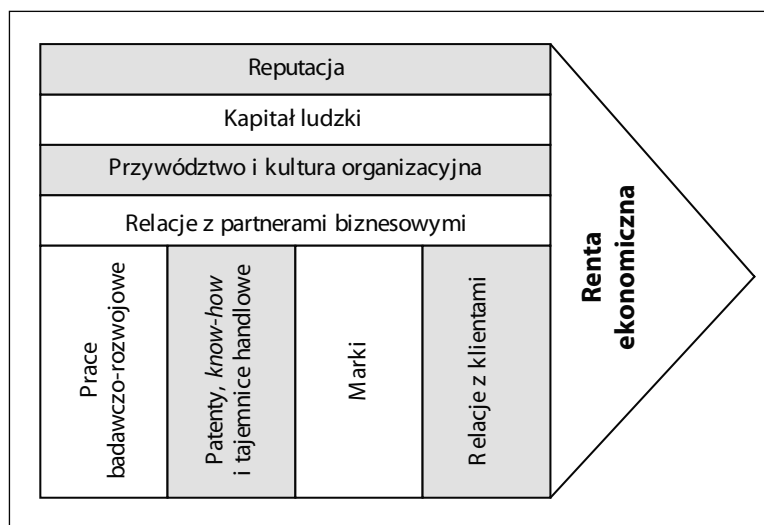 Reputacja
Kapitał ludzki
Przywództwo i kultura organizacyjna
Relacje z partnerami biznesowymi
Prace
badawczo-rozwojowe
Patenty, know-how
i tajemnice handlowe
Marki
Relacje z klientami
Renta
ekonomiczna